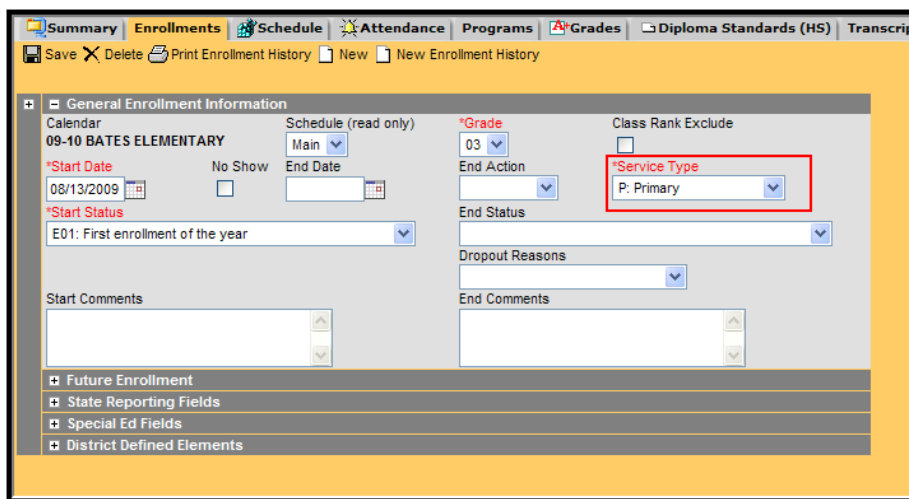 Summary Enrollments Schedule Attendance Programs A+ Grades Diploma Standards (HS) Transcrip
Save Delete Print Enrollment History New New Enrollment History
General Enrollment Information
Calendar Schedule (read only) *Grade Class Rank Exclude
09-10 BATES ELEMENTARY Main 03
*Start Date No Show End Date End Action *Service Type
08/13/2009 P: Primary
*Start Status End Status
E01: First enrollment of the year
Dropout Reasons
Start Comments End Comments
Future Enrollment
State Reporting Fields
Special Ed Fields
District Defined Elements